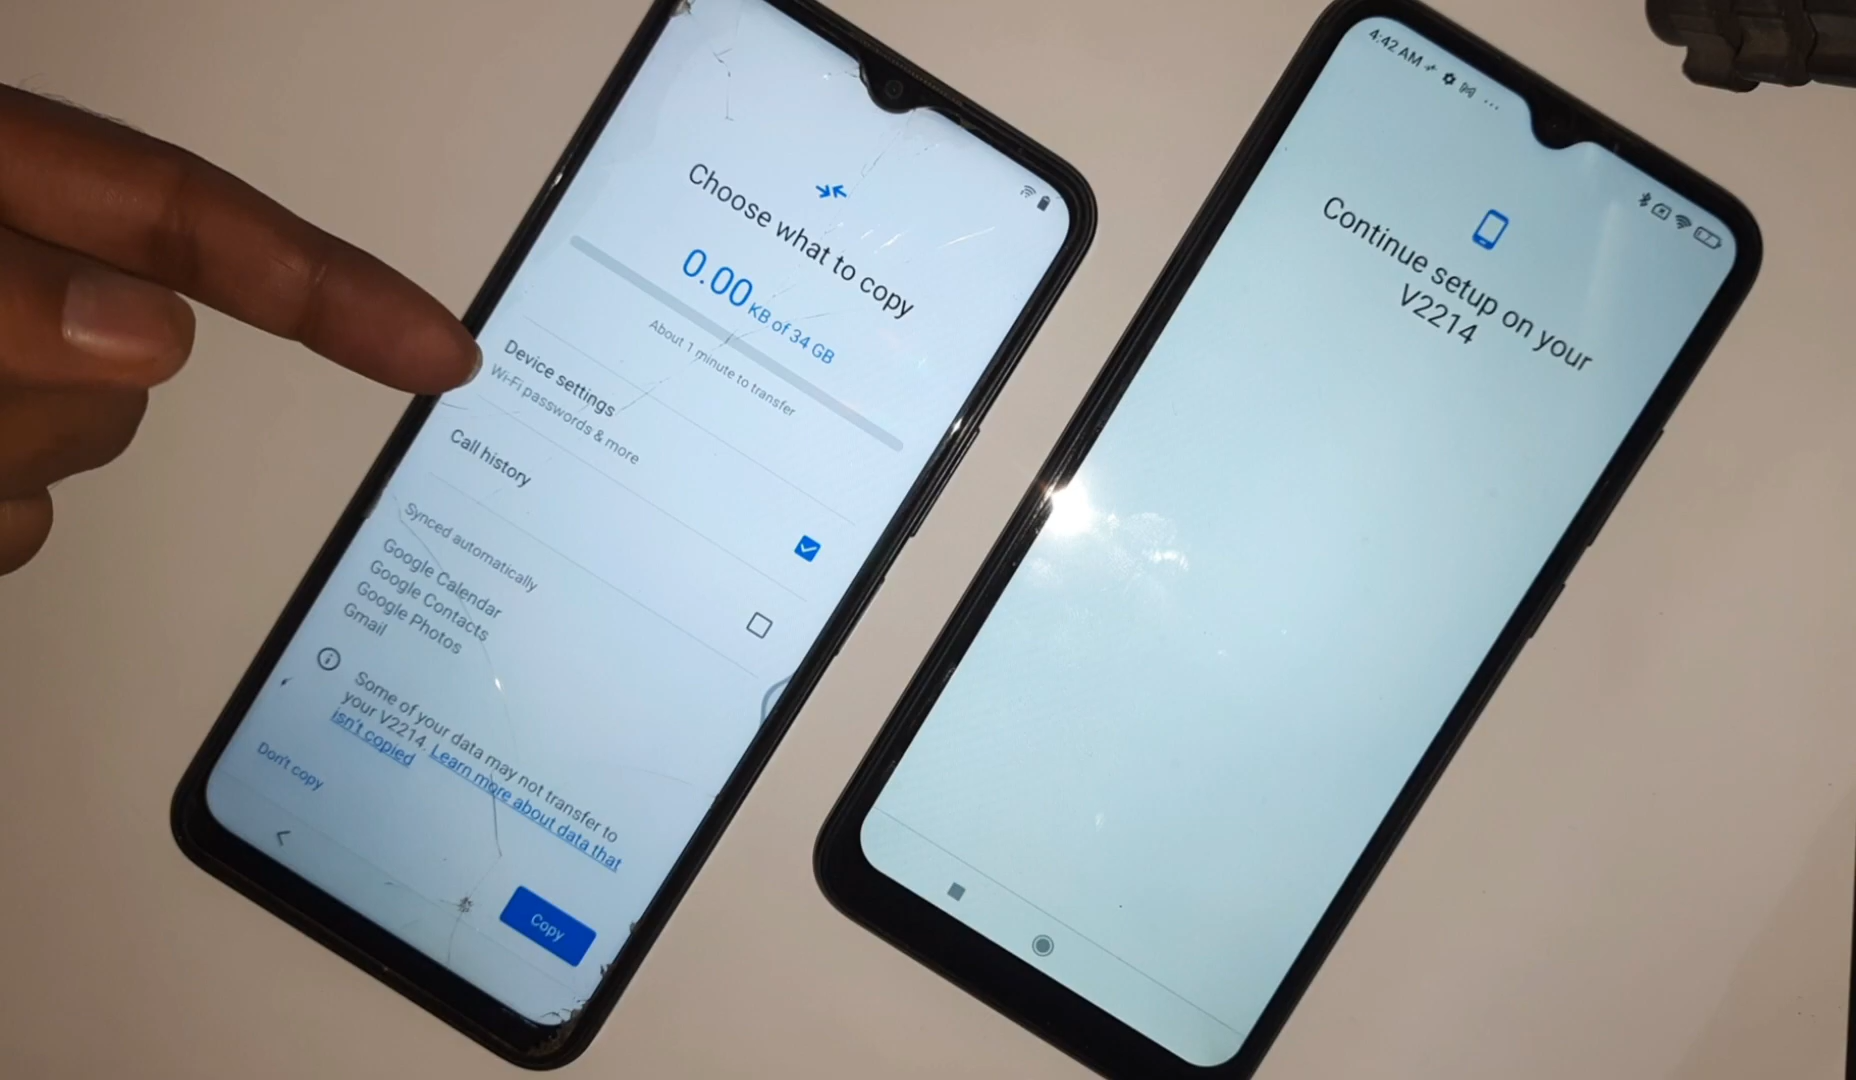 Choose what to copy
0.00 KB of 34 GB
About 1 minute to transfer
Device settings
Wi-Fi passwords & more
Call history
Synced automatically
Google Calendar
Google Contacts
Google Photos
Gmail
Some of your data may not transfer to
your V2214. Learn more about data that
isn't copied
Don't copy
Copy
4:42 AM
Continue setup on your
V2214